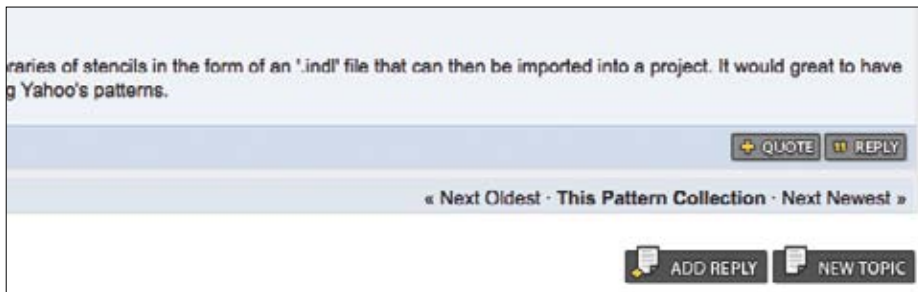 raries of stencils in the form of an '.indl' file that can then be imported into a project. It would great to have
g Yahoo's patterns.
QUOTE REPLY
« Next Oldest · This Pattern Collection · Next Newest »
ADD REPLY NEW TOPIC